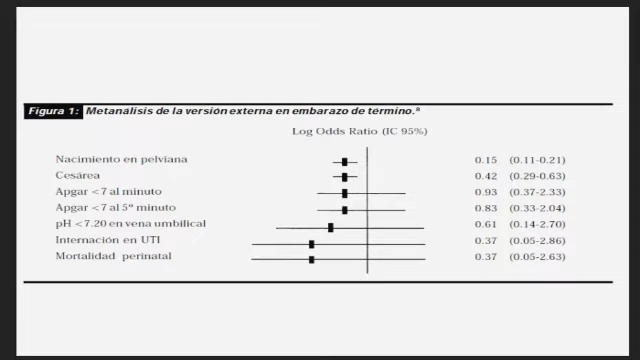 Figura 1: Metanálisis de la versión externa en embarazo de término.ª
Log Odds Ratio (IC 95%)
Nacimiento en pelviana 0.15 (0.11-0.21)
Cesárea 0.42 (0.29-0.63)
Apgar <7 al minuto 0.93 (0.37-2.33)
Apgar <7 al 5º minuto 0.83 (0.33-2.04)
pH <7.20 en vena umbilical 0.61 (0.14-2.70)
Internación en UTI 0.37 (0.05-2.86)
Mortalidad perinatal 0.37 (0.05-2.63)